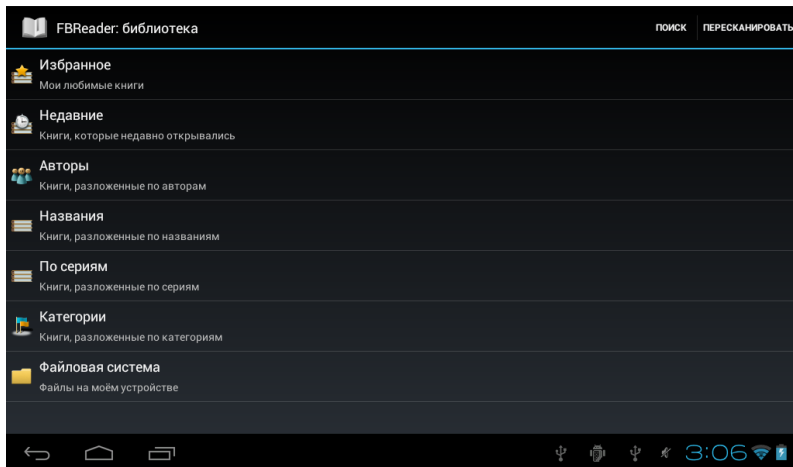 FBReader: библиотека
ПОИСК
ПЕРЕСКАНИРОВАТЬ
Избранное
Мои любимые книги
Недавние
Книги, которые недавно открывались
Авторы
Книги, разложенные по авторам
Названия
Книги, разложенные по названиям
По сериям
Книги, разложенные по сериям
Категории
Книги, разложенные по категориям
Файловая система
Файлы на моём устройстве
3:06